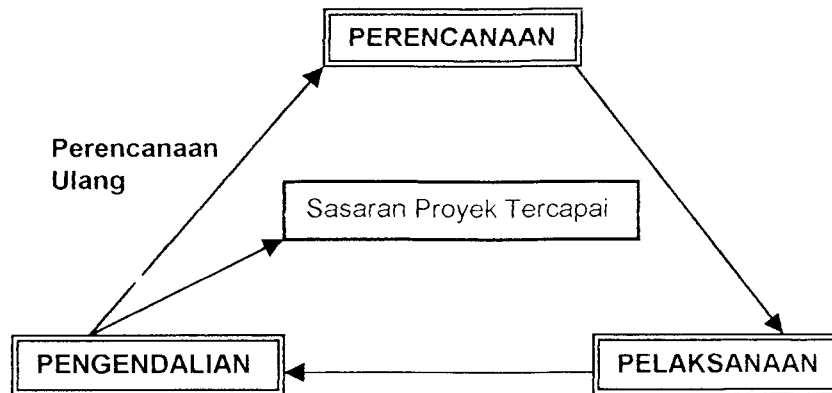 PERENCANAAN
Perencanaan
Ulang
Sasaran Proyek Tercapai
PENGENDALIAN
PELAKSANAAN